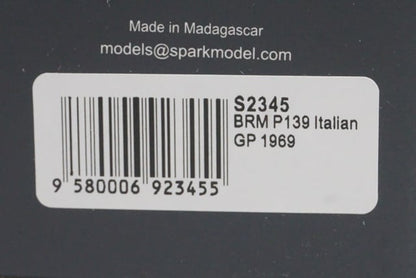 Made in Madagascar
models@sparkmodel.com
S2345
BRM P139 Italian
GP 1969
9 580006 923455